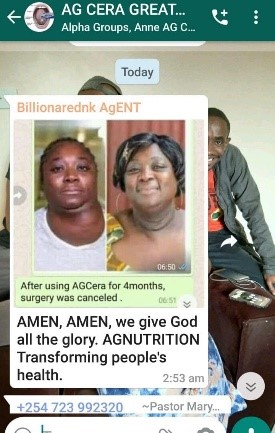 AG CERA GREAT...
Alpha Groups, Anne AG C...
Today
Billionarednk AgENT
06:50
After using AGCera for 4months,
surgery was canceled .
06:51
AMEN, AMEN, we give God
all the glory. AGNUTRITION
Transforming people's
health.
2:53 am
+254 723 992320 ~Pastor Mary...